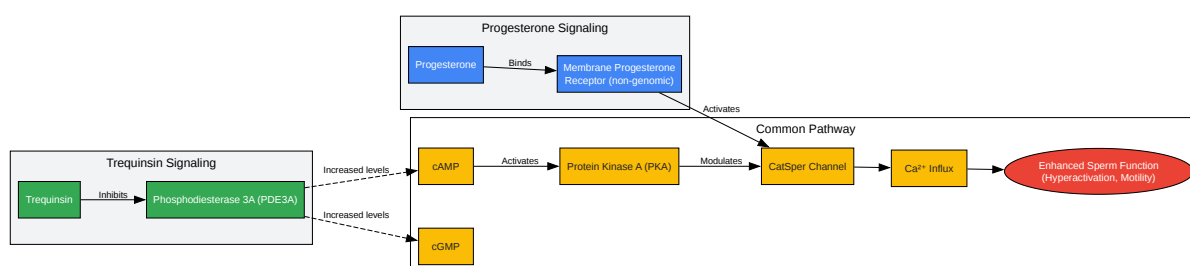 Progesterone Signaling
Progesterone
Binds
Membrane Progesterone
Receptor (non-genomic)
Activates
Common Pathway
Trequinsin Signaling
Trequinsin
Inhibits
Phosphodiesterase 3A (PDE3A)
Increased levels
Increased levels
cAMP
Activates
Protein Kinase A (PKA)
Modulates
CatSper Channel
Ca²⁺ Influx
Enhanced Sperm Function
(Hyperactivation, Motility)
cGMP